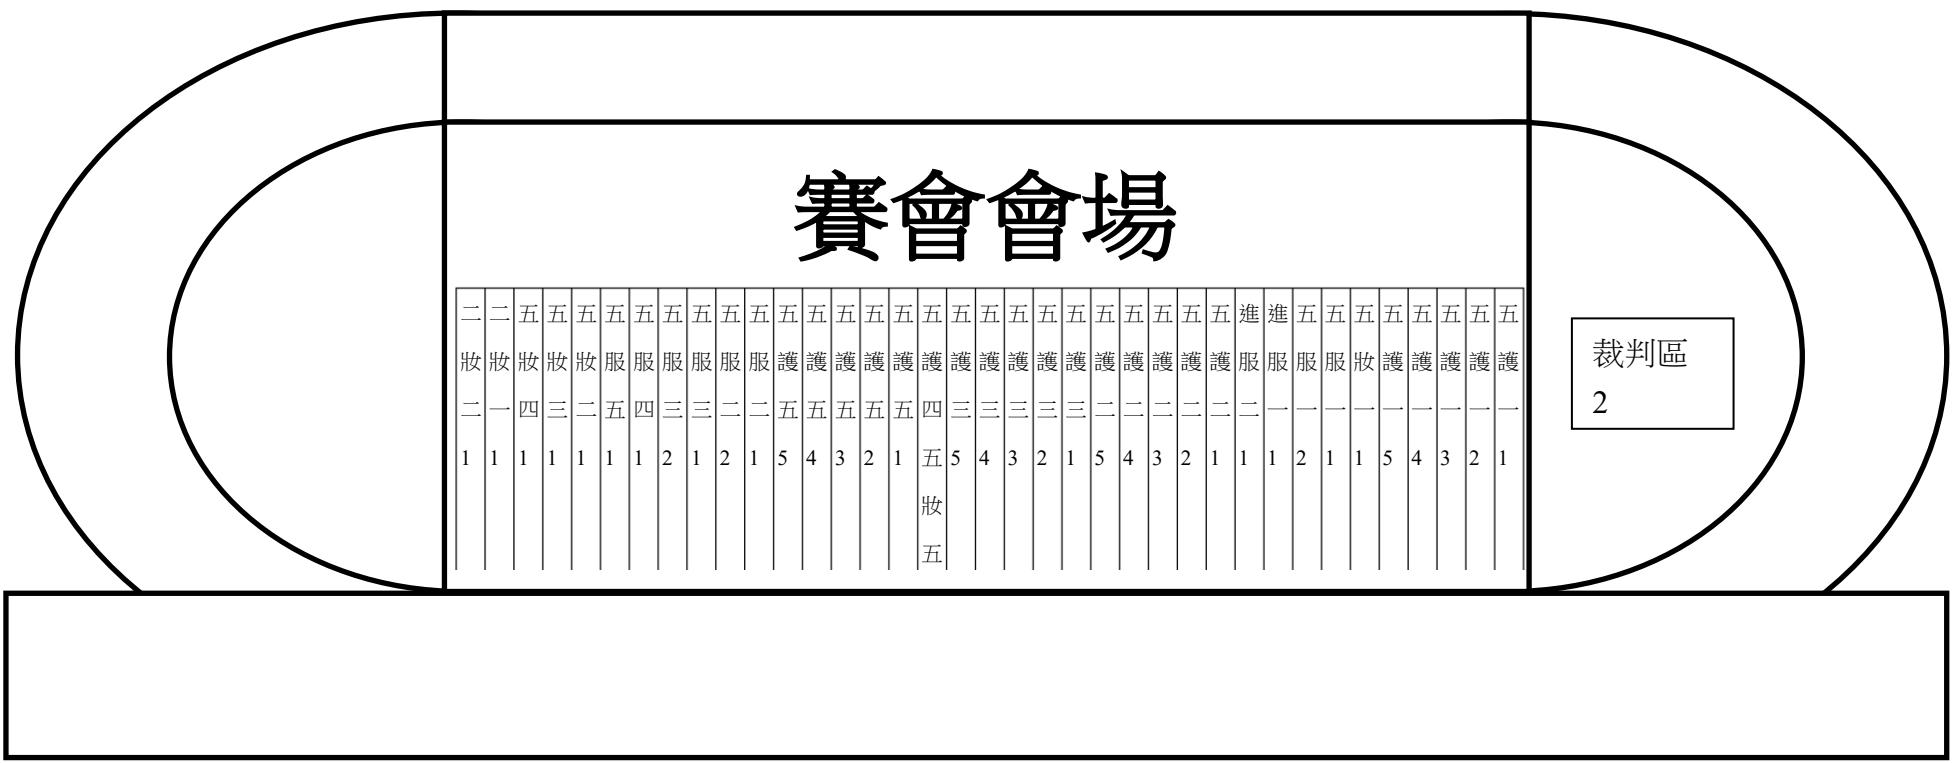 賽會會場
二妝二1
二妝一1
五妝四1
五妝三1
五妝二1
五服五1
五服四1
五服三2
五服三1
五服二2
五服二1
五護五5
五護五4
五護五3
五護五2
五護五1
五護四五妝五
五護三5
五護三4
五護三3
五護三2
五護三1
五護二5
五護二4
五護二3
五護二2
五護二1
進服二1
進服一1
五服一2
五服一1
五妝一1
五護一5
五護一4
五護一3
五護一2
五護一1
裁判區
2